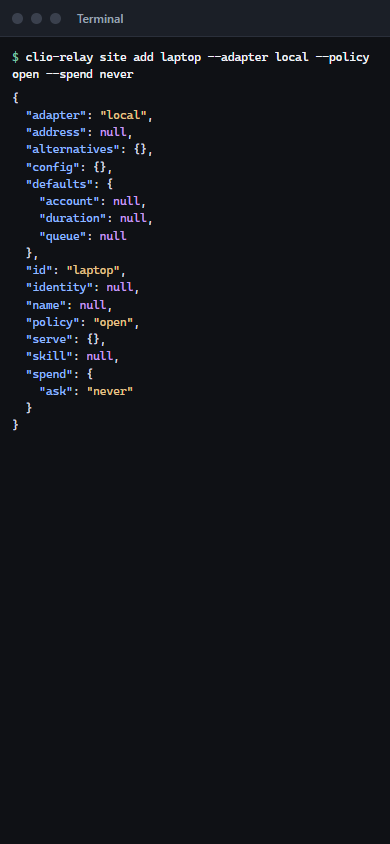 Terminal
$ clio-relay site add laptop --adapter local --policy
open --spend never
{
  "adapter": "local",
  "address": null,
  "alternatives": {},
  "config": {},
  "defaults": {
    "account": null,
    "duration": null,
    "queue": null
  },
  "id": "laptop",
  "identity": null,
  "name": null,
  "policy": "open",
  "serve": {},
  "skill": null,
  "spend": {
    "ask": "never"
  }
}